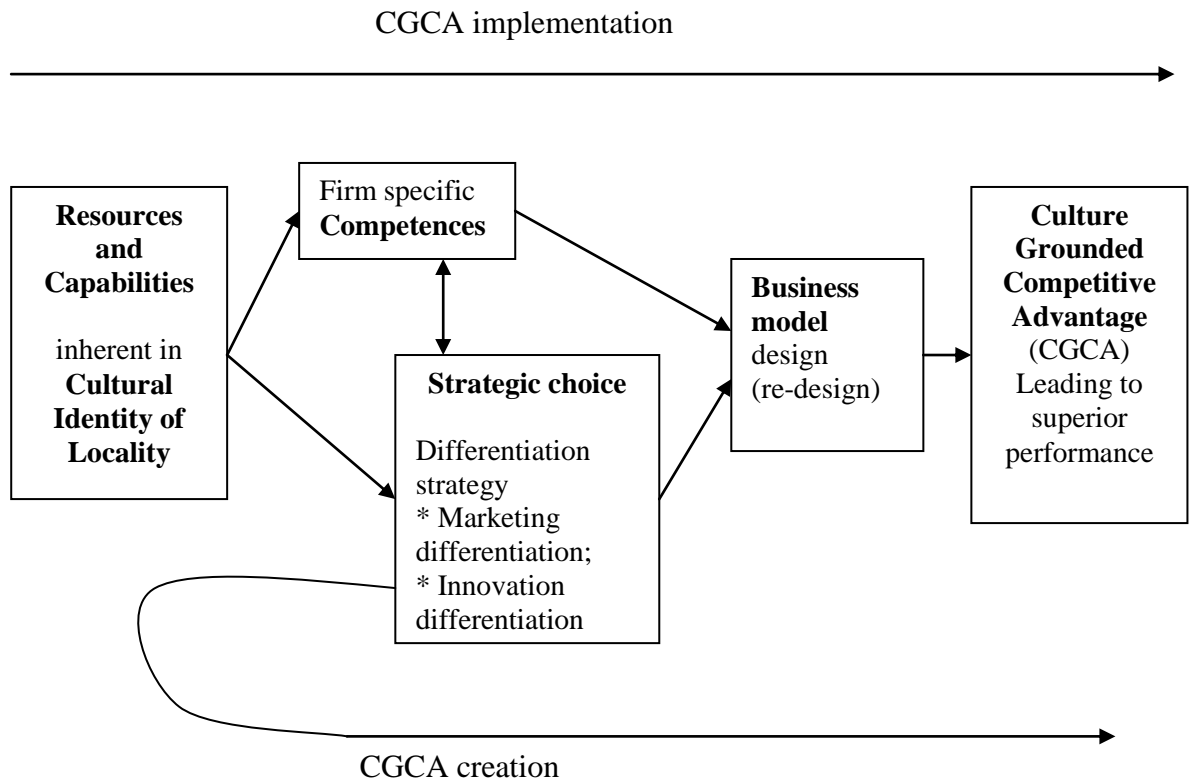 CGCA implementation
Resources
and
Capabilities
inherent in
Cultural
Identity of
Locality
Firm specific
Competences
Strategic choice
Differentiation
strategy
* Marketing
differentiation;
* Innovation
differentiation
Business
model
design
(re-design)
Culture
Grounded
Competitive
Advantage
(CGCA)
Leading to
superior
performance
CGCA creation